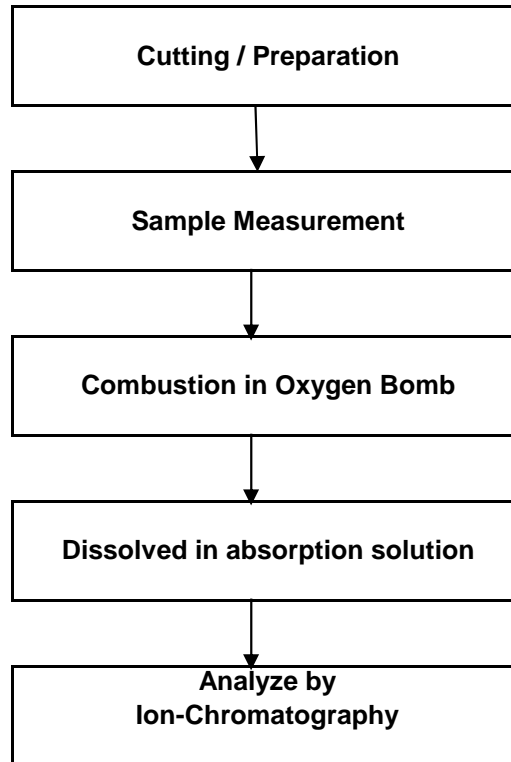 Cutting / Preparation
Sample Measurement
Combustion in Oxygen Bomb
Dissolved in absorption solution
Analyze by
Ion-Chromatography